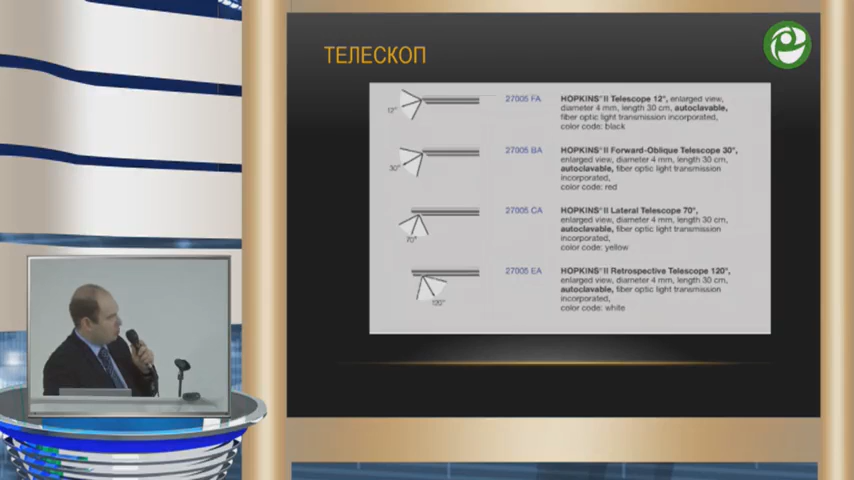 ТЕЛЕСКОП
12°
27005 FA
HOPKINS® II Telescope 12°, enlarged view,
diameter 4 mm, length 30 cm, autoclavable,
fiber optic light transmission incorporated,
color code: black
30°
27005 BA
HOPKINS® II Forward-Oblique Telescope 30°,
enlarged view, diameter 4 mm, length 30 cm,
autoclavable, fiber optic light transmission
incorporated,
color code: red
70°
27005 CA
HOPKINS® II Lateral Telescope 70°,
enlarged view, diameter 4 mm, length 30 cm,
autoclavable, fiber optic light transmission
incorporated,
color code: yellow
120°
27005 EA
HOPKINS® II Retrospective Telescope 120°,
enlarged view, diameter 4 mm, length 30 cm,
autoclavable, fiber optic light transmission
incorporated,
color code: white